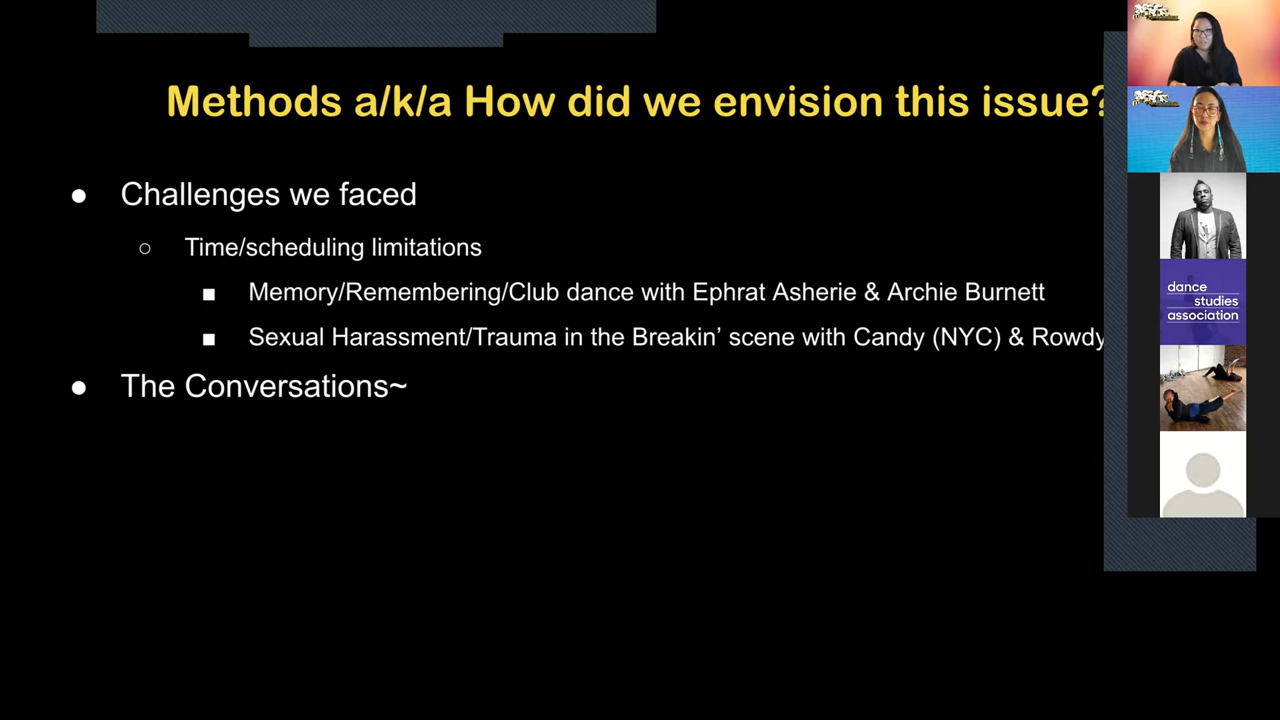 Methods a/k/a How did we envision this issue?
● Challenges we faced
○ Time/scheduling limitations
■ Memory/Remembering/Club dance with Ephrat Asherie & Archie Burnett
■ Sexual Harassment/Trauma in the Breakin’ scene with Candy (NYC) & Rowdy
● The Conversations~
dance
studies
association